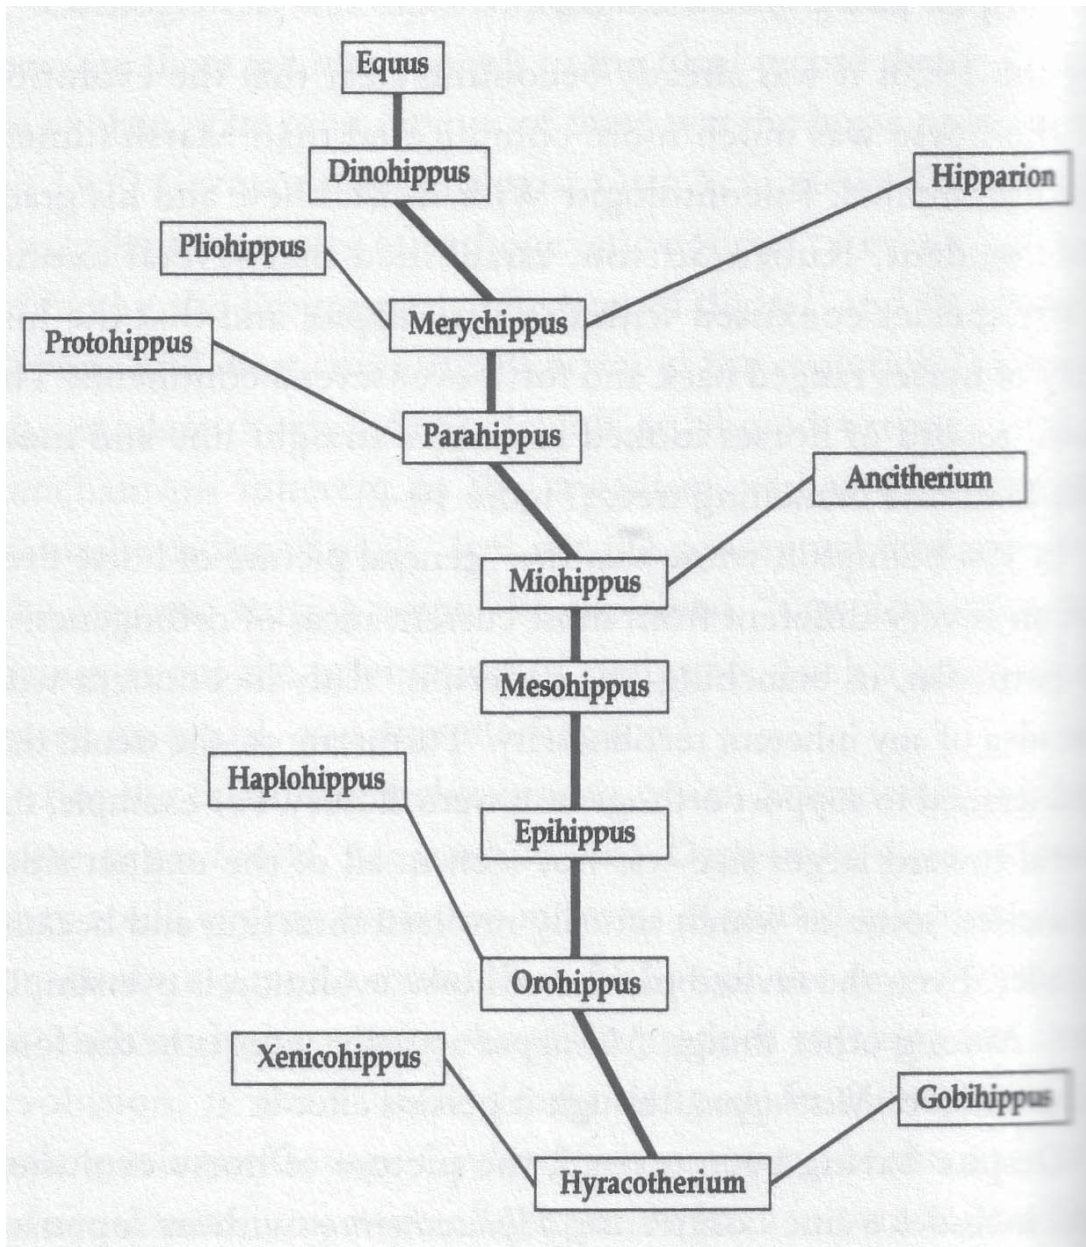 Equus
Dinohippus
Hipparion
Pliohippus
Merychippus
Protohippus
Parahippus
Ancitherium
Miohippus
Mesohippus
Haplohippus
Epihippus
Orohippus
Xenicohippus
Gobihippus
Hyracotherium